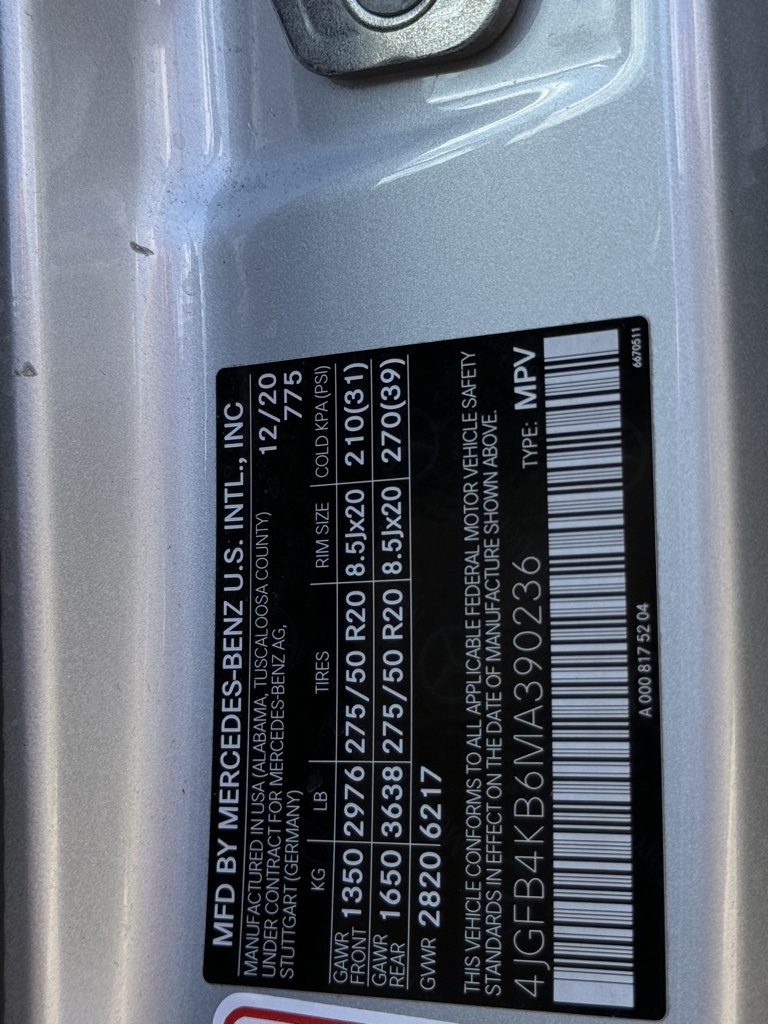 MFD BY MERCEDES-BENZ U.S. INTL., INC
MANUFACTURED IN USA (ALABAMA, TUSCALOOSA COUNTY) 12/20
UNDER CONTRACT FOR MERCEDES-BENZ AG, 775
STUTTGART (GERMANY)
KG LB TIRES RIM SIZE COLD KPA (PSI)
GAWR FRONT 1350 2976 275/50 R20 8.5Jx20 210(31)
GAWR REAR 1650 3638 275/50 R20 8.5Jx20 270(39)
GVWR 2820 6217
THIS VEHICLE CONFORMS TO ALL APPLICABLE FEDERAL MOTOR VEHICLE SAFETY
STANDARDS IN EFFECT ON THE DATE OF MANUFACTURE SHOWN ABOVE.
4JGFB4KB6MA390236 TYPE: MPV
A 000 817 52 04 6670511